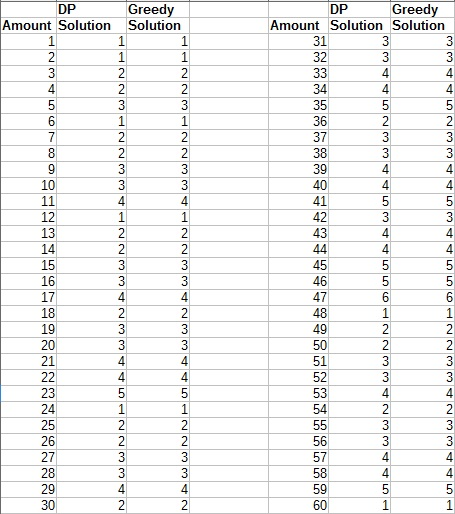 DP Greedy DP Greedy
Amount Solution Solution Amount Solution Solution
1 1 1 31 3 3
2 1 1 32 3 3
3 2 2 33 4 4
4 2 2 34 4 4
5 3 3 35 5 5
6 1 1 36 2 2
7 2 2 37 3 3
8 2 2 38 3 3
9 3 3 39 4 4
10 3 3 40 4 4
11 4 4 41 5 5
12 1 1 42 3 3
13 2 2 43 4 4
14 2 2 44 4 4
15 3 3 45 5 5
16 3 3 46 5 5
17 4 4 47 6 6
18 2 2 48 1 1
19 3 3 49 2 2
20 3 3 50 2 2
21 4 4 51 3 3
22 4 4 52 3 3
23 5 5 53 4 4
24 1 1 54 2 2
25 2 2 55 3 3
26 2 2 56 3 3
27 3 3 57 4 4
28 3 3 58 4 4
29 4 4 59 5 5
30 2 2 60 1 1